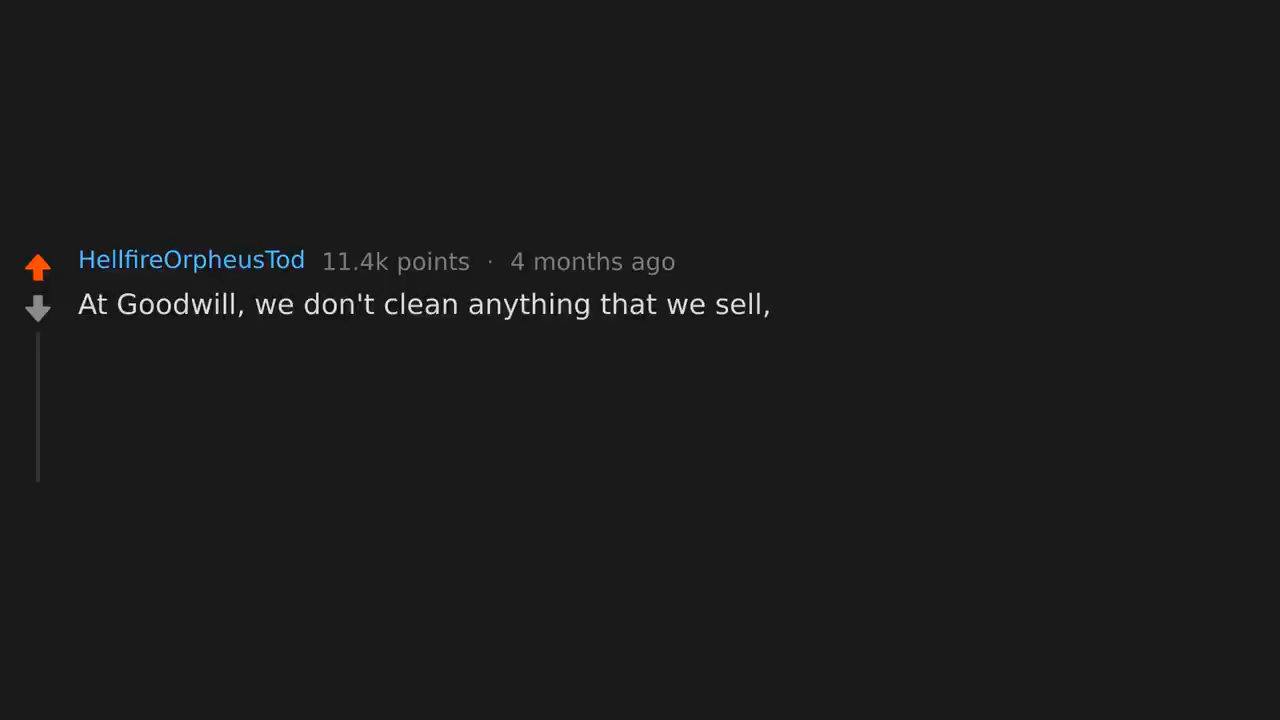 HellfireOrpheusTod 11.4k points · 4 months ago
At Goodwill, we don't clean anything that we sell,